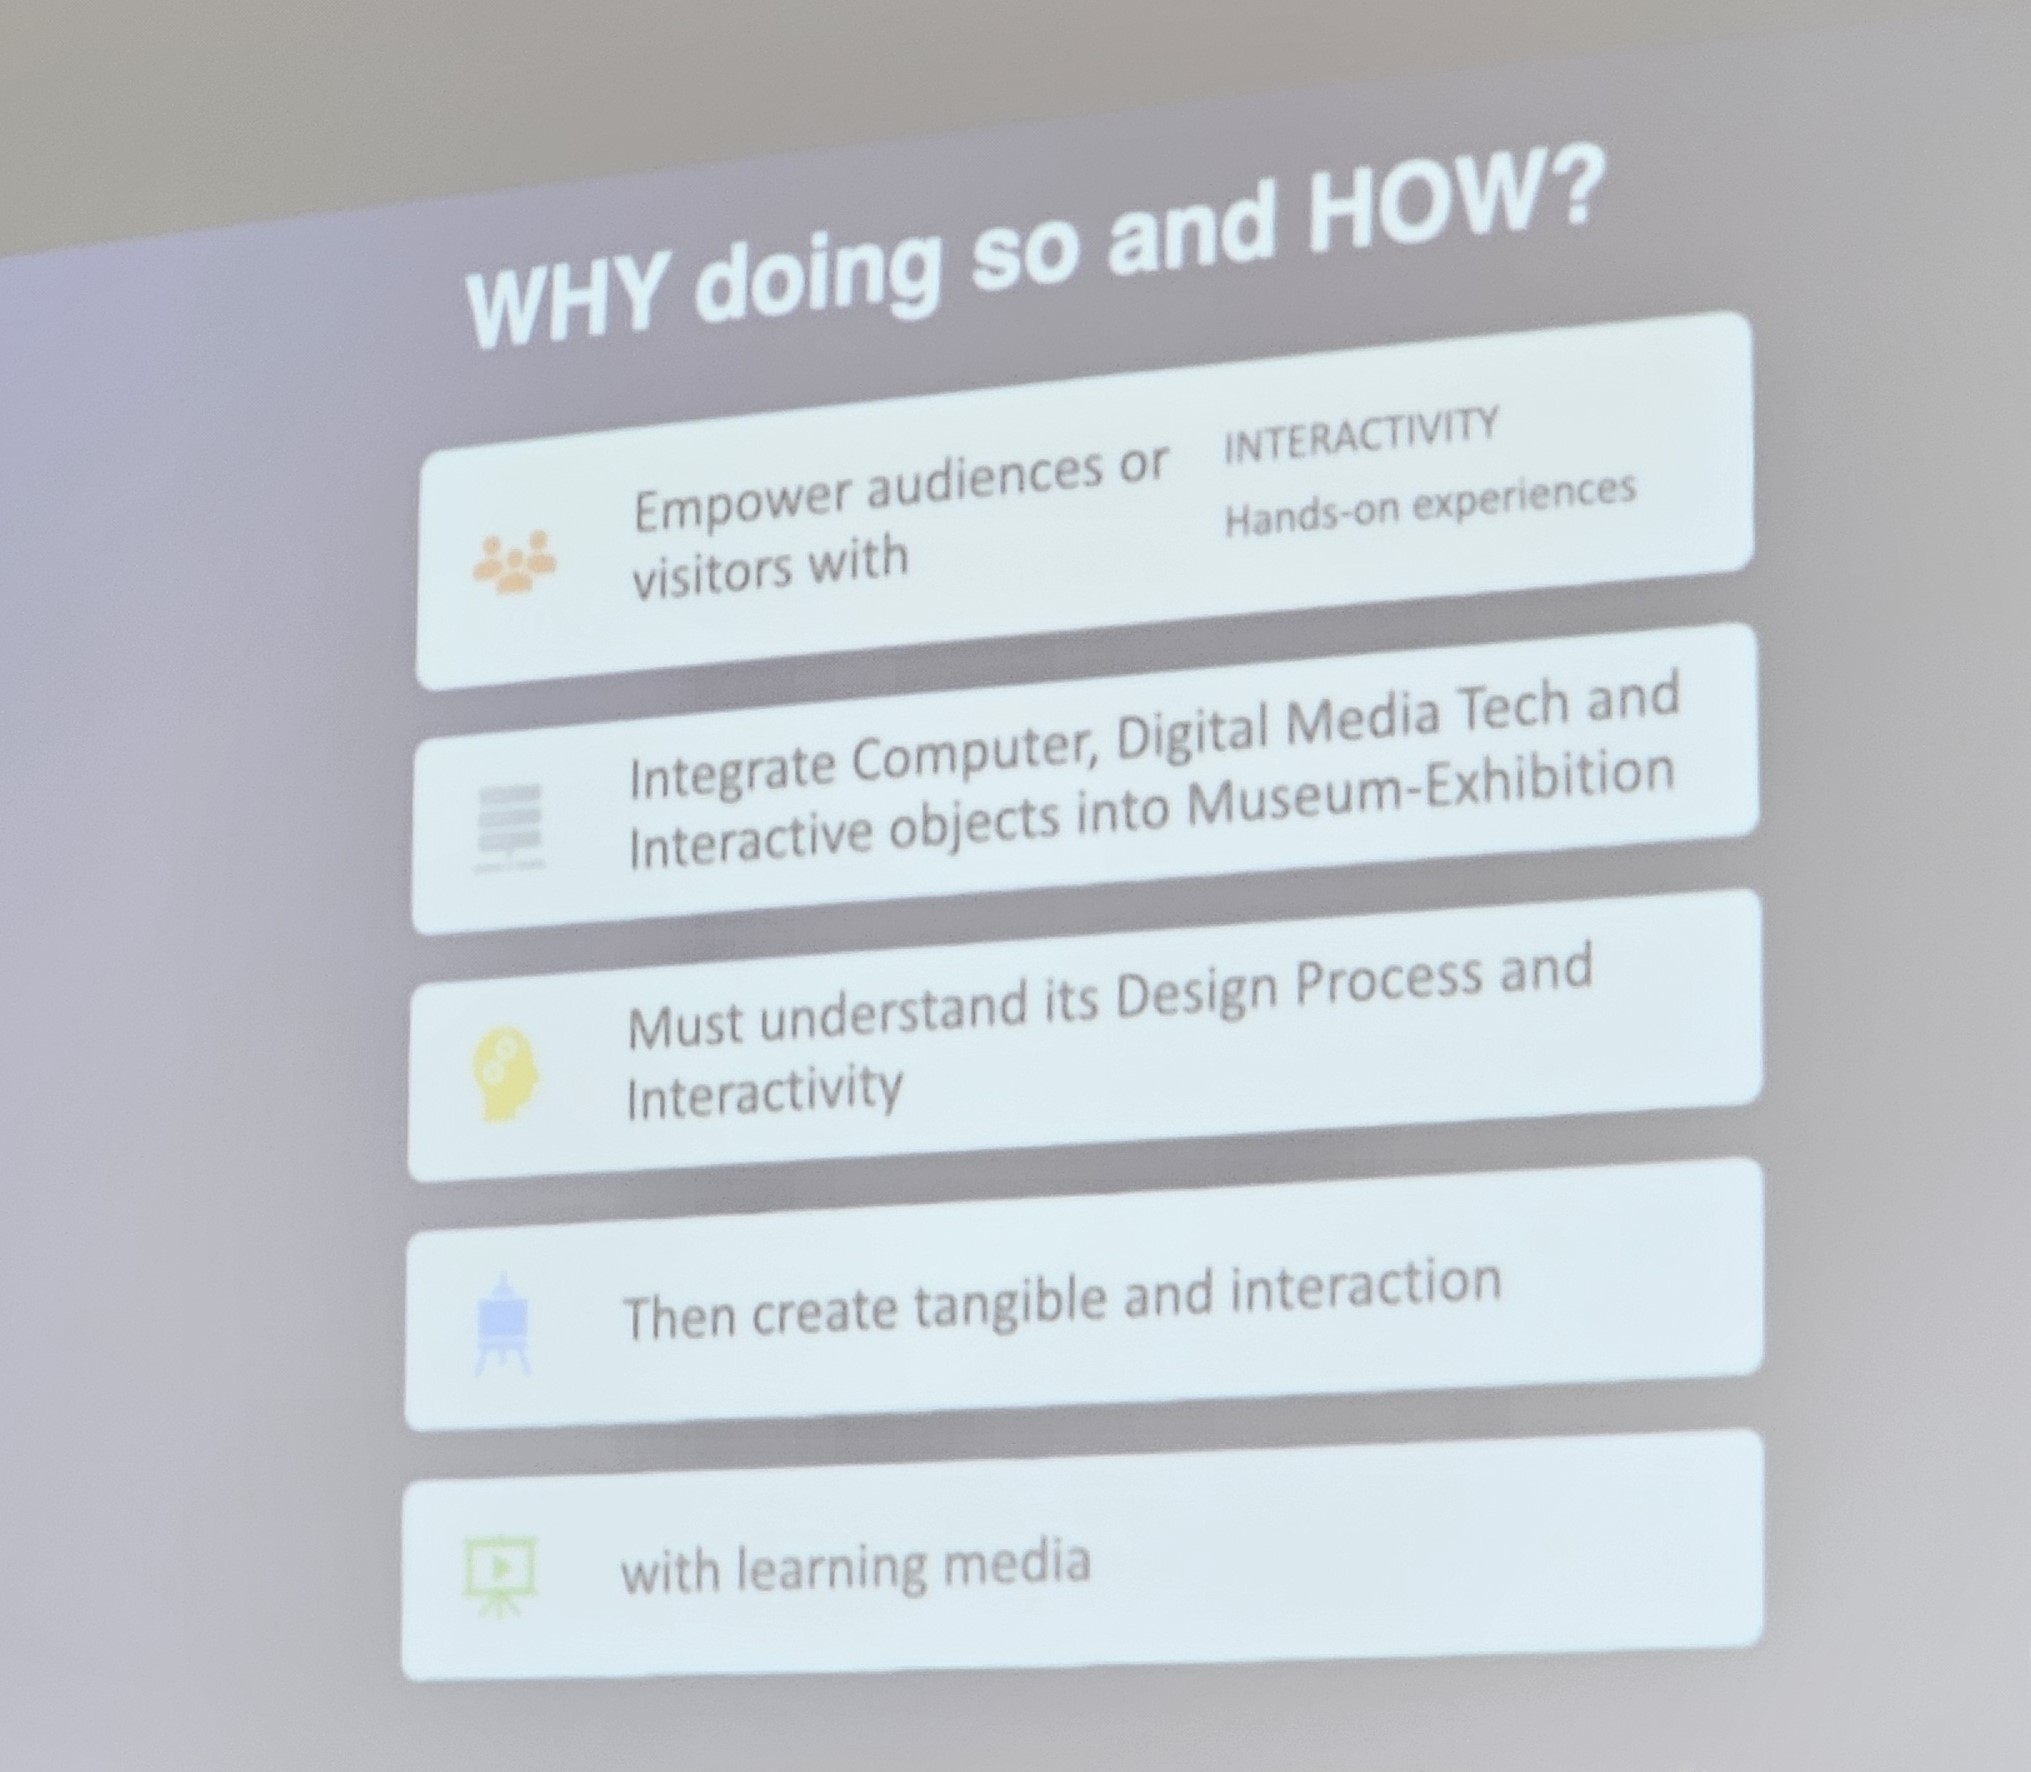 WHY doing so and HOW?
Empower audiences or
visitors with
INTERACTIVITY
Hands-on experiences
Integrate Computer, Digital Media Tech and
Interactive objects into Museum-Exhibition
Must understand its Design Process and
Interactivity
Then create tangible and interaction
with learning media